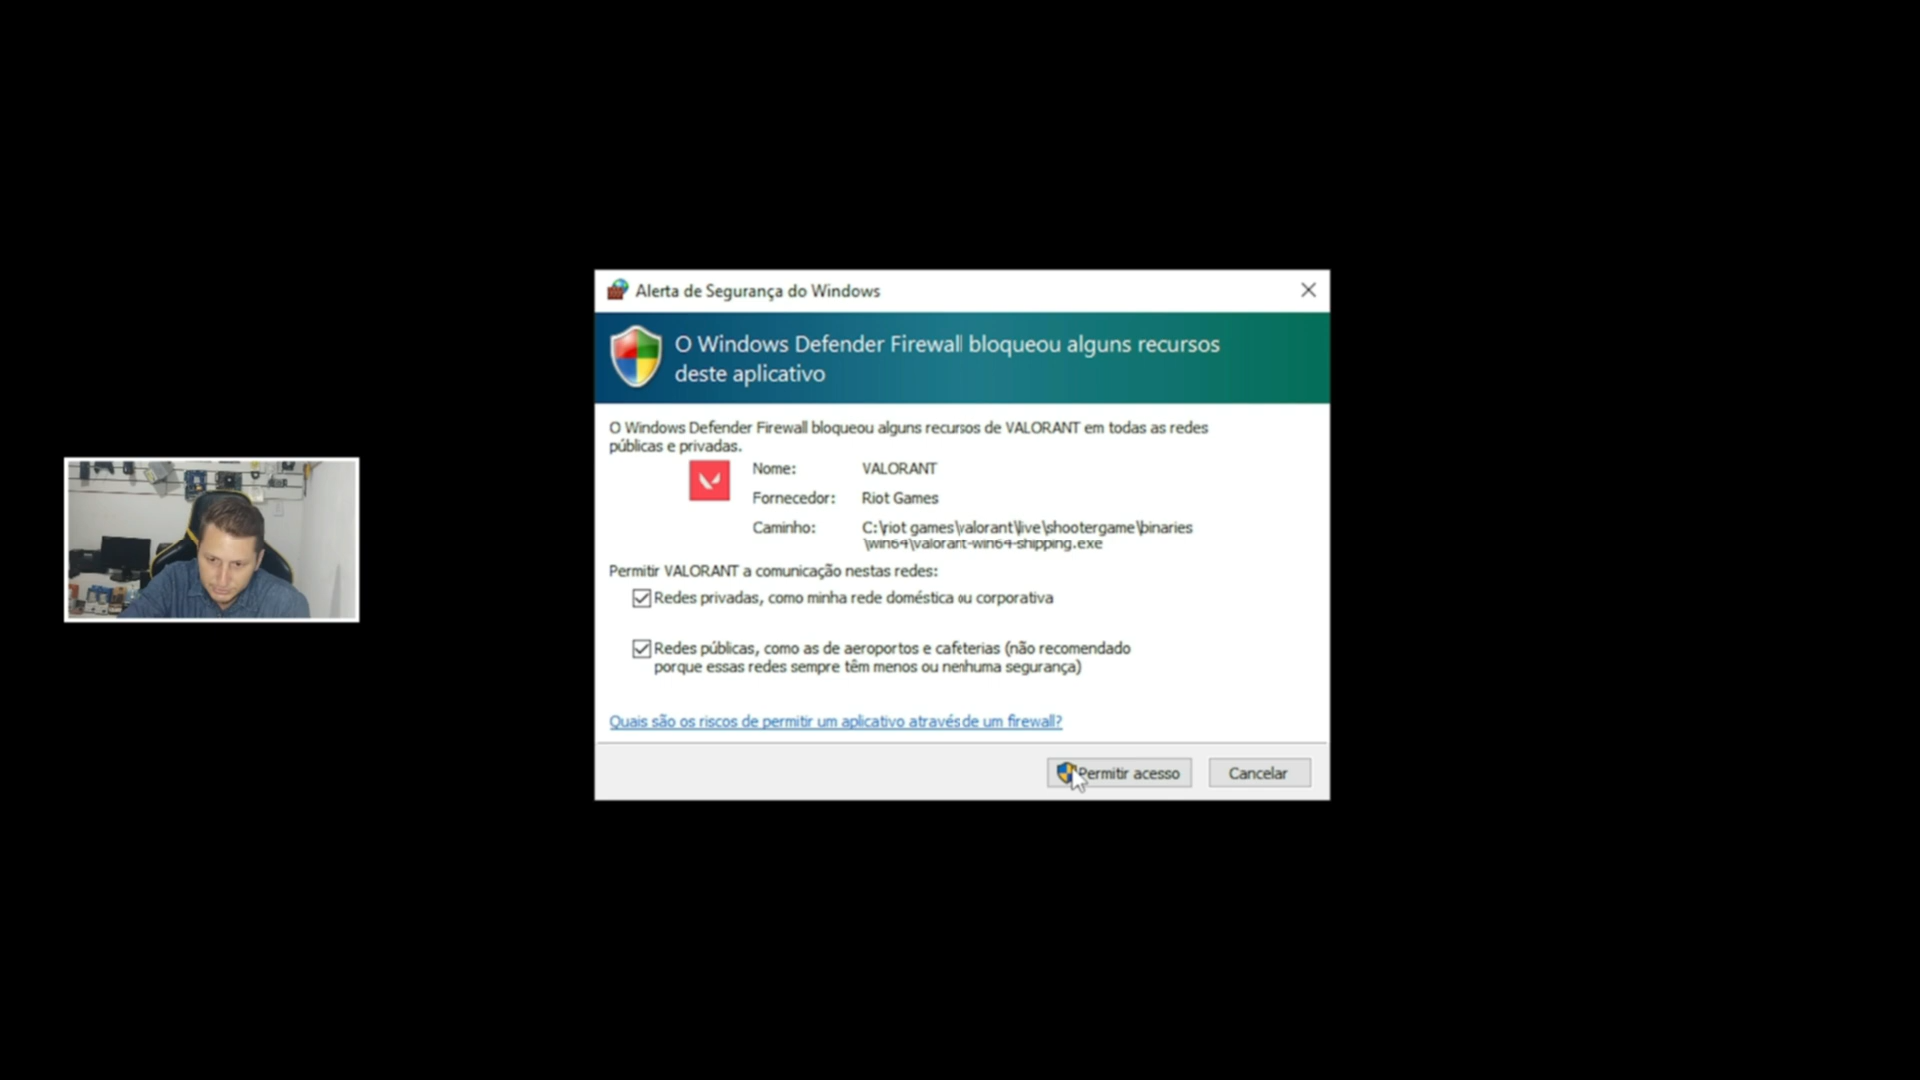 Alerta de Segurança do Windows
O Windows Defender Firewall bloqueou alguns recursos
deste aplicativo
O Windows Defender Firewall bloqueou alguns recursos de VALORANT em todas as redes
públicas e privadas.
Nome: VALORANT
Fornecedor: Riot Games
Caminho: C:\riot games\valorant\live\shootergame\binaries
\win64\valorant-win64-shipping.exe
Permitir VALORANT a comunicação nestas redes:
Redes privadas, como minha rede doméstica ou corporativa
Redes públicas, como as de aeroportos e cafeterias (não recomendado
porque essas redes sempre têm menos ou nenhuma segurança)
Quais são os riscos de permitir um aplicativo através de um firewall?
Permitir acesso Cancelar